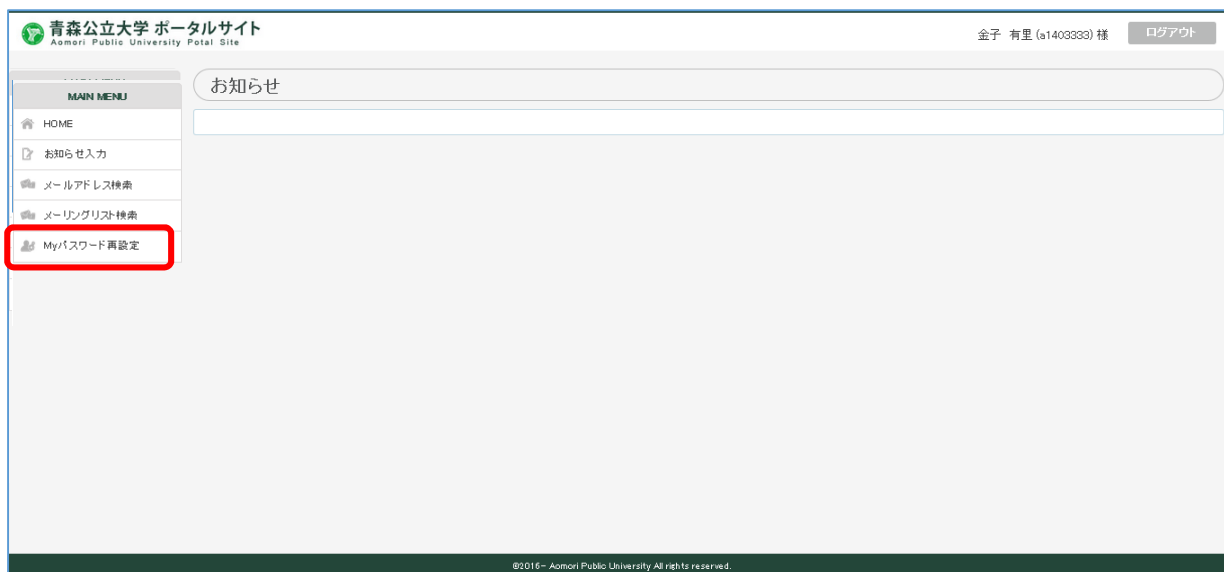 青森公立大学 ポータルサイト
Aomori Public University Potal Site
金子 有里 (a1403333) 様
ログアウト
お知らせ
MAIN MENU
HOME
お知らせ入力
メールアドレス検索
メーリングリスト検索
Myパスワード再設定
©2016- Aomori Public University All rights reserved.